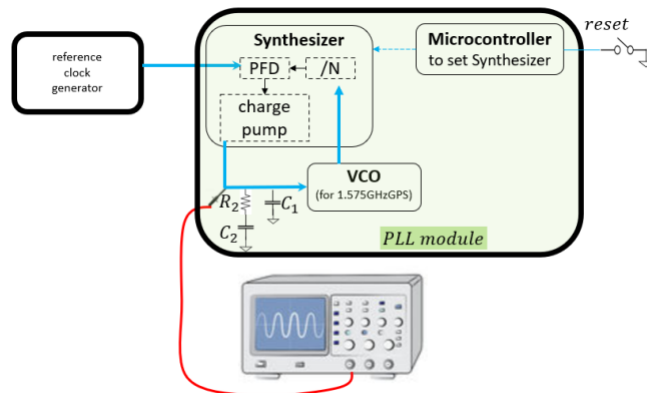 reset
Synthesizer
Microcontroller
to set Synthesizer
reference
clock
generator
PFD
/N
charge
pump
VCO
(for 1.575GHzGPS)
R₂
C₁
C₂
PLL module